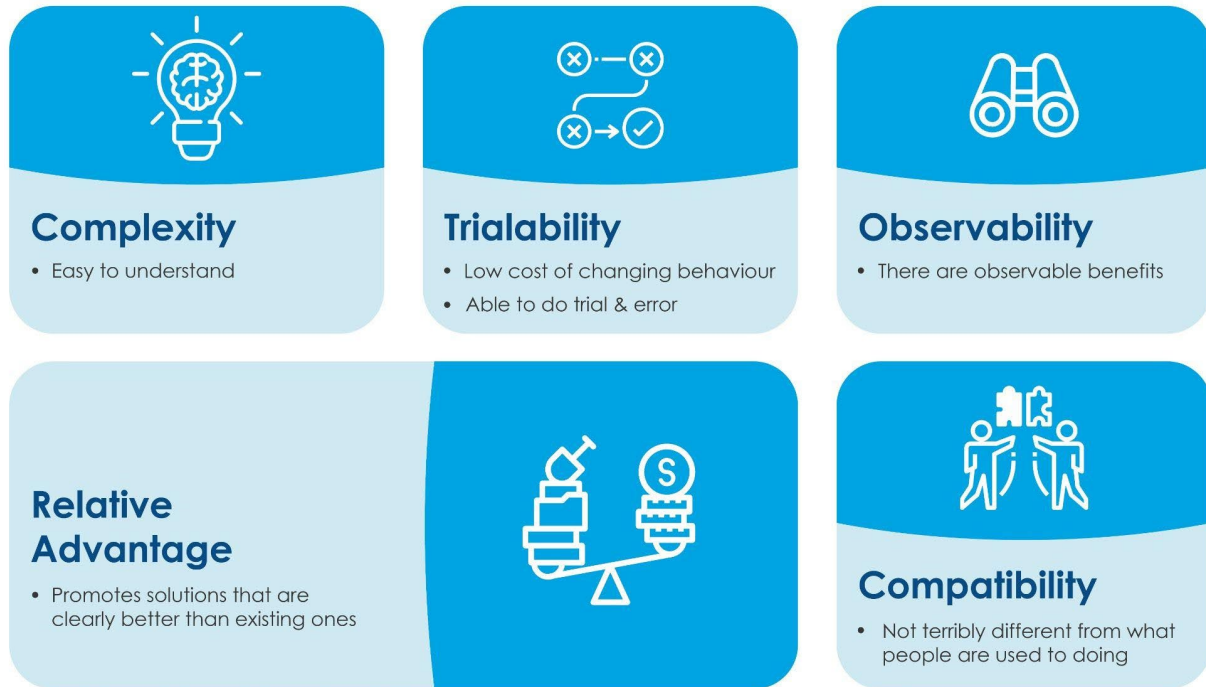 Complexity
• Easy to understand
Trialability
• Low cost of changing behaviour
• Able to do trial & error
Observability
• There are observable benefits
Relative
Advantage
• Promotes solutions that are
clearly better than existing ones
S
Compatibility
• Not terribly different from what
people are used to doing